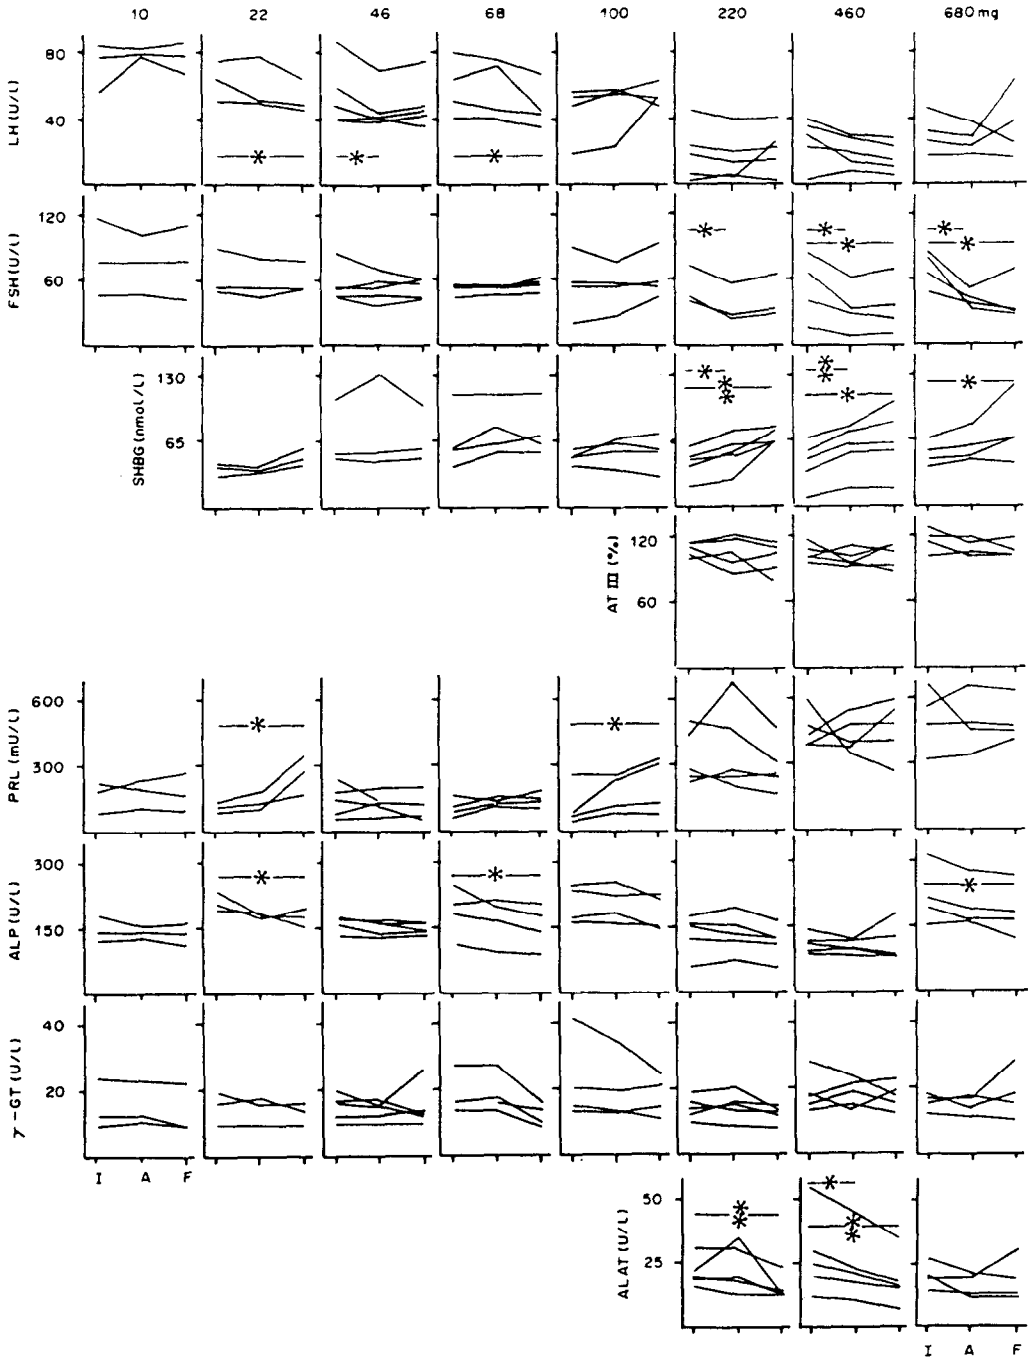 10 22 46 68 100 220 460 680 mg
LH (U/l)
80
40
FSH (U/l)
120
60
* * *
* * * * *
SHBG (nmol/l)
130
65
* * * * * * * *
AT III (%)
120
60
PRL (mU/l)
600
300
* *
ALP (U/l)
300
150
* * *
γ-GT (U/L)
40
20
I A F
ALAT (U/L)
50
25
* * * * *
I A F